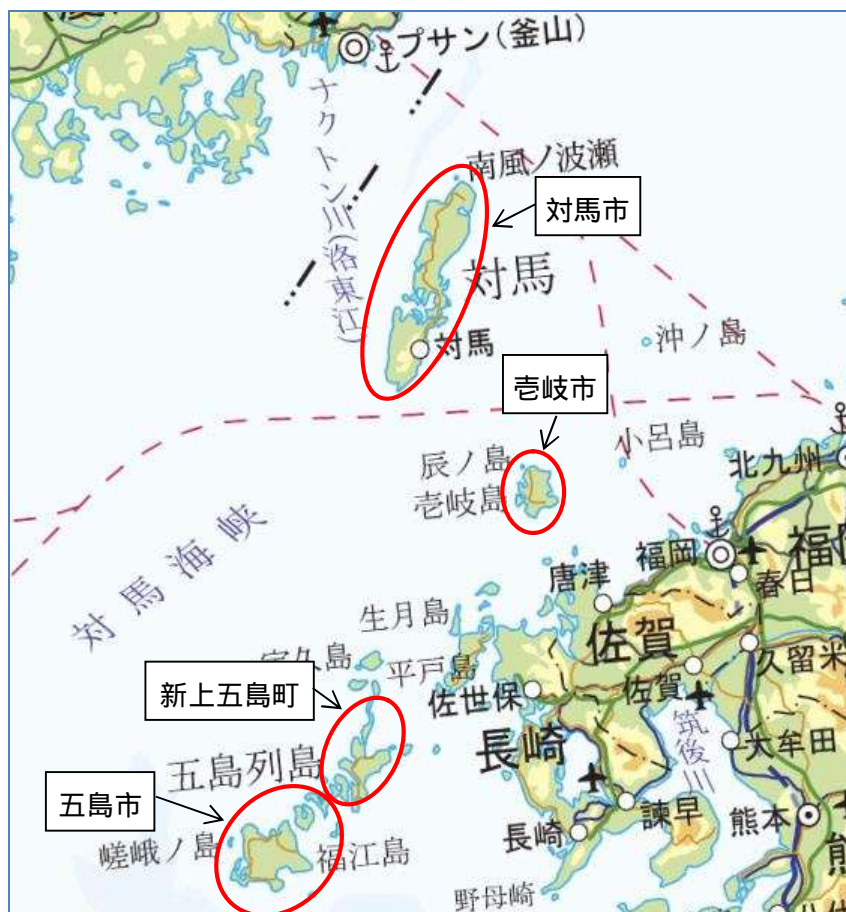 プサン(釜山)
ナクトン川(洛東江)
南風ノ波瀬
対馬市
対馬
対馬
沖ノ島
壱岐市
小呂島
辰ノ島
壱岐島
北九州
対馬海峡
福岡
福岡
春日
唐津
生月島
佐賀
平戸島
久留米
新上五島町
佐世保
佐賀
筑後川
長崎
大牟田
五島列島
五島市
諫早
熊本
嵯峨ノ島
福江島
長崎
野母崎